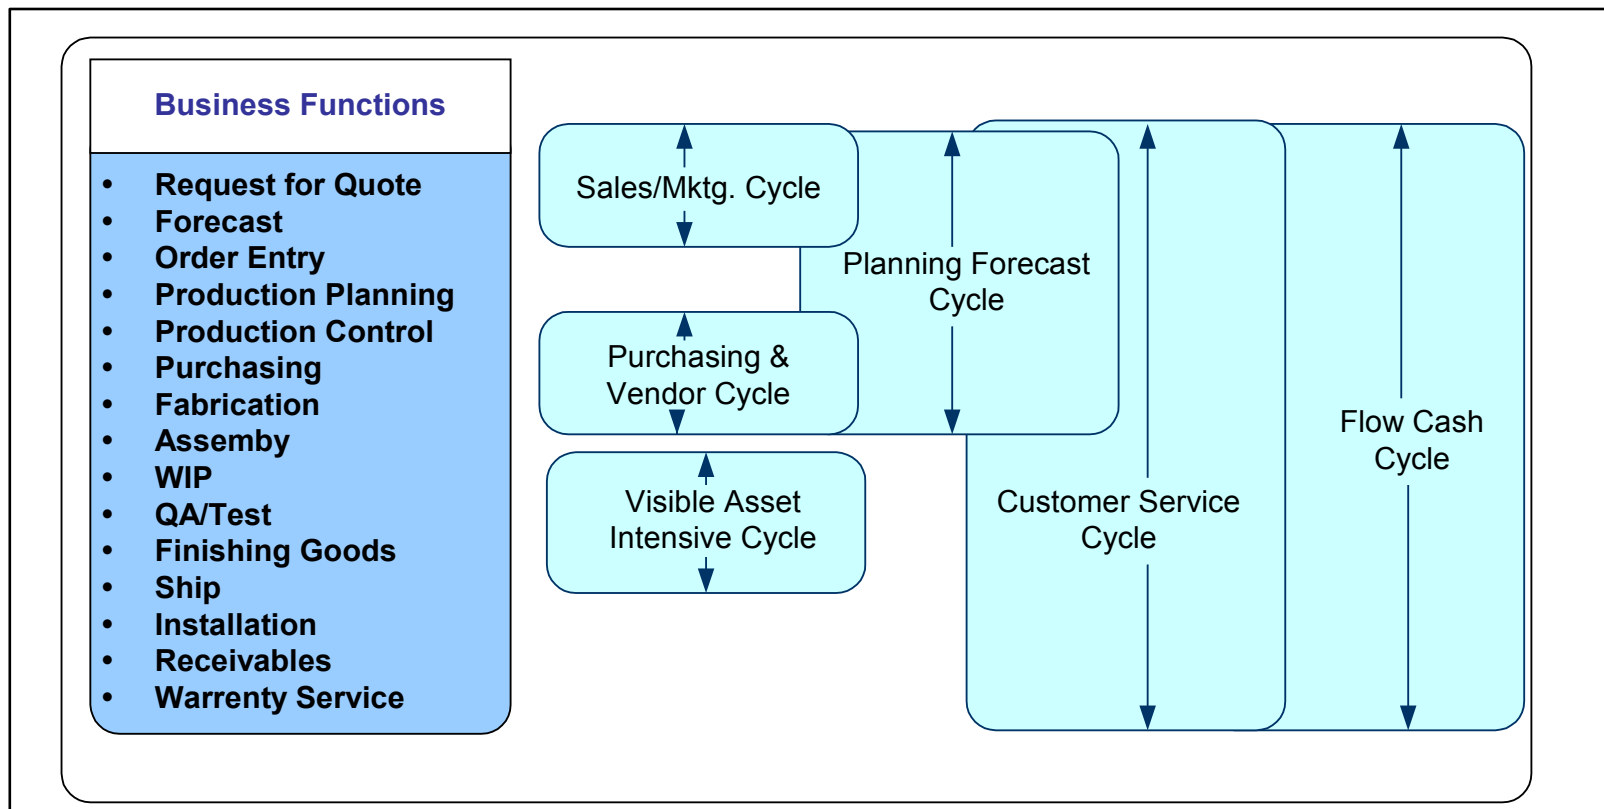 Business Functions
• Request for Quote
• Forecast
• Order Entry
• Production Planning
• Production Control
• Purchasing
• Fabrication
• Assemby
• WIP
• QA/Test
• Finishing Goods
• Ship
• Installation
• Receivables
• Warrenty Service
Sales/Mktg. Cycle
Planning Forecast
Cycle
Purchasing &
Vendor Cycle
Visible Asset
Intensive Cycle
Customer Service
Cycle
Flow Cash
Cycle